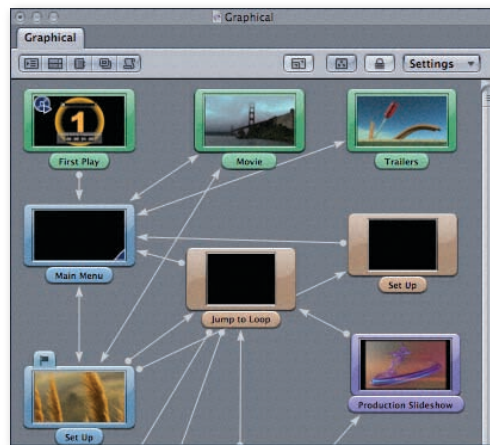 Graphical
Graphical
Settings
1
First Play
Movie
Trailers
Main Menu
Jump to Loop
Set Up
Set Up
Production Slideshow